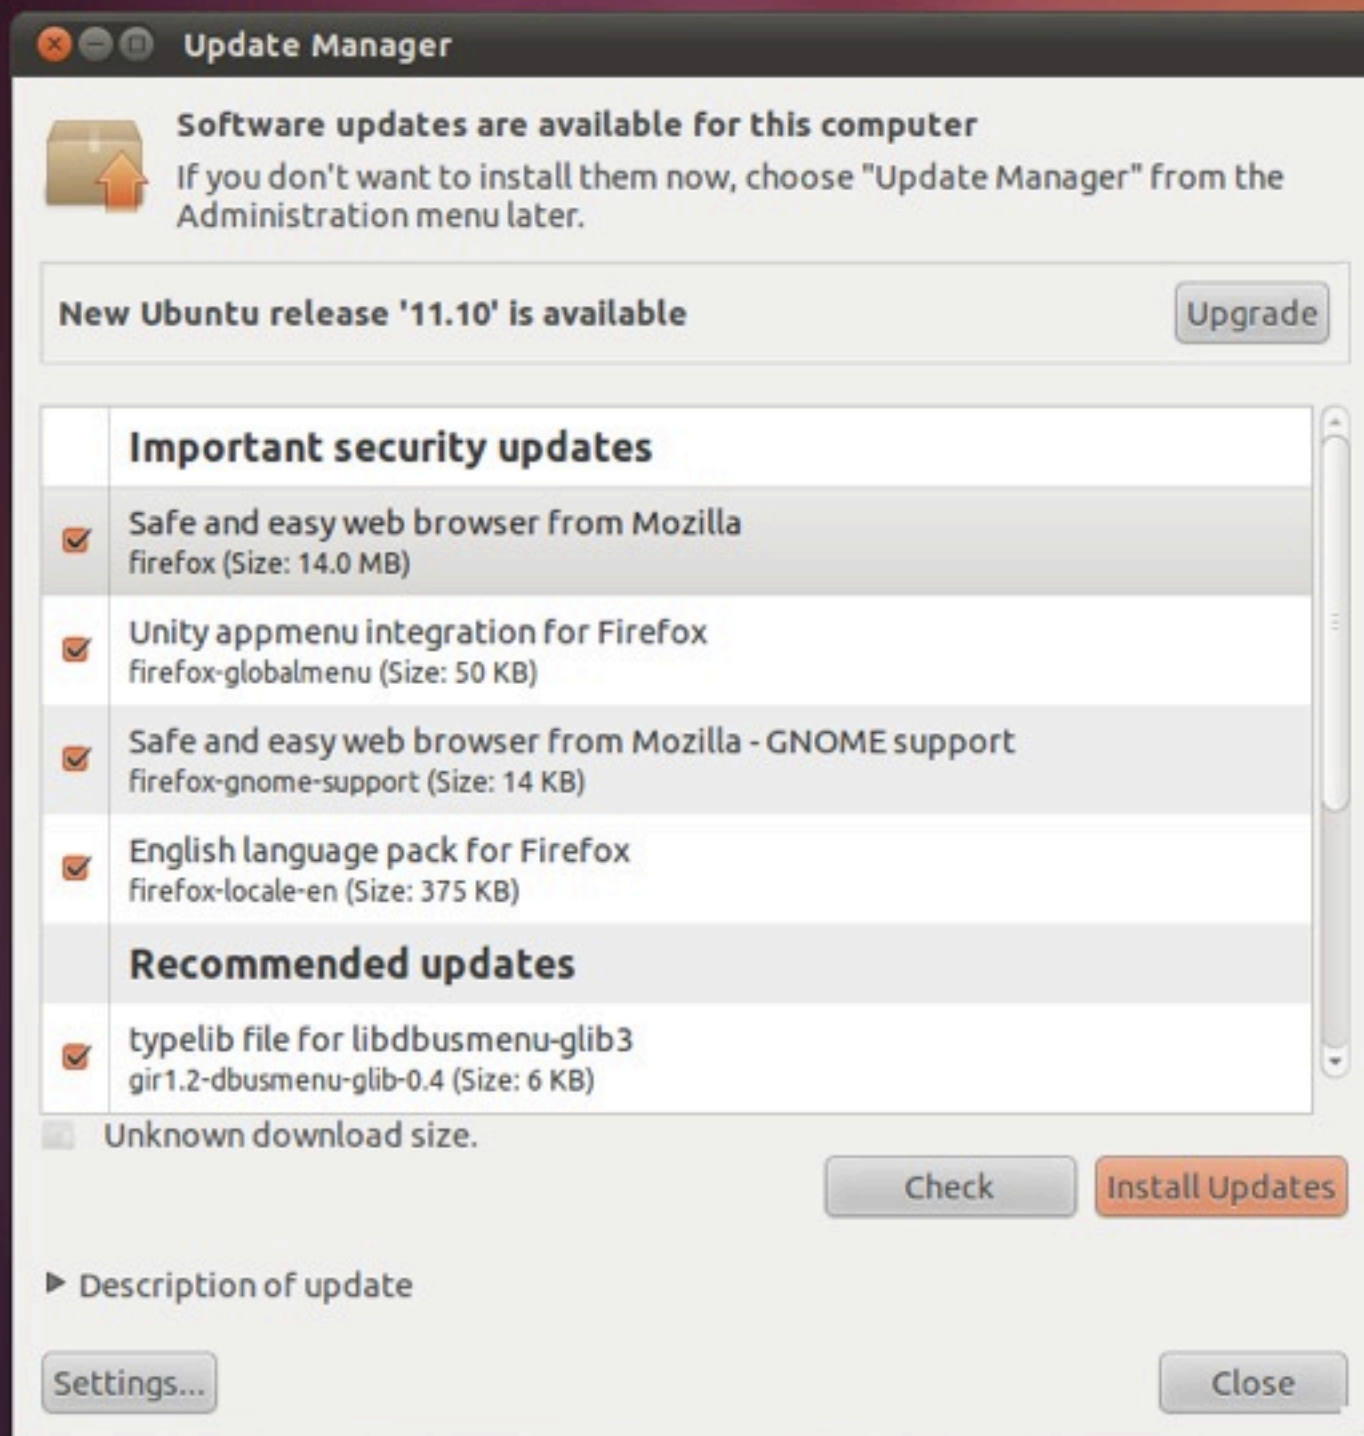 Update Manager
Software updates are available for this computer
If you don't want to install them now, choose "Update Manager" from the
Administration menu later.
New Ubuntu release '11.10' is available
Upgrade
Important security updates
Safe and easy web browser from Mozilla
firefox (Size: 14.0 MB)
Unity appmenu integration for Firefox
firefox-globalmenu (Size: 50 KB)
Safe and easy web browser from Mozilla - GNOME support
firefox-gnome-support (Size: 14 KB)
English language pack for Firefox
firefox-locale-en (Size: 375 KB)
Recommended updates
typelib file for libdbusmenu-glib3
gir1.2-dbusmenu-glib-0.4 (Size: 6 KB)
Unknown download size.
Check
Install Updates
Description of update
Settings...
Close